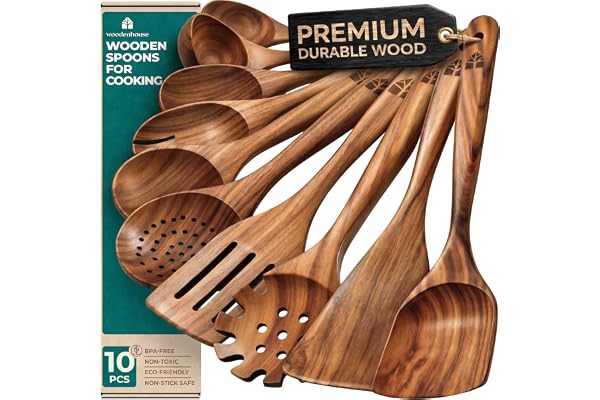 woodenhouse
WOODEN
SPOONS
FOR
COOKING
PREMIUM
DURABLE WOOD
10
PCS
BPA-FREE
NON-TOXIC
ECO-FRIENDLY
NON-STICK SAFE